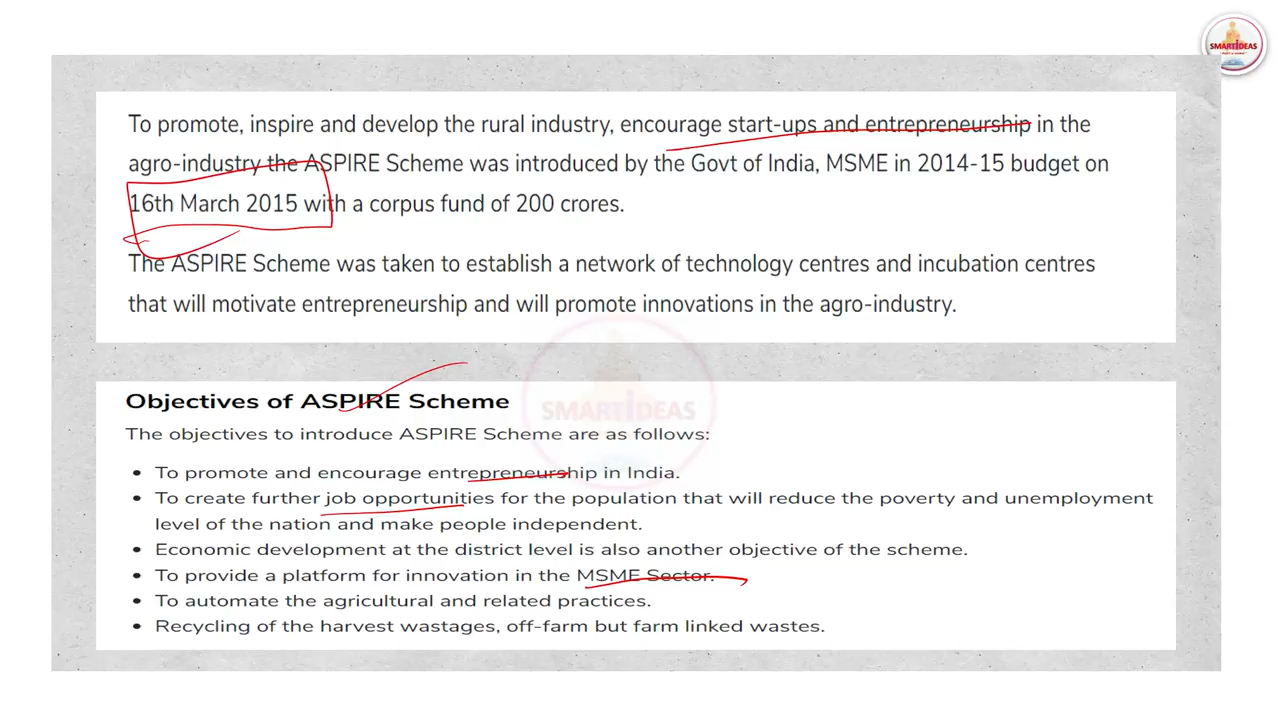 SMARTIDEAS
To promote, inspire and develop the rural industry, encourage start-ups and entrepreneurship in the
agro-industry the ASPIRE Scheme was introduced by the Govt of India, MSME in 2014-15 budget on
16th March 2015 with a corpus fund of 200 crores.
The ASPIRE Scheme was taken to establish a network of technology centres and incubation centres
that will motivate entrepreneurship and will promote innovations in the agro-industry.
SMARTIDEAS
Objectives of ASPIRE Scheme
The objectives to introduce ASPIRE Scheme are as follows:
• To promote and encourage entrepreneurship in India.
• To create further job opportunities for the population that will reduce the poverty and unemployment
level of the nation and make people independent.
• Economic development at the district level is also another objective of the scheme.
• To provide a platform for innovation in the MSME Sector.
• To automate the agricultural and related practices.
• Recycling of the harvest wastages, off-farm but farm linked wastes.